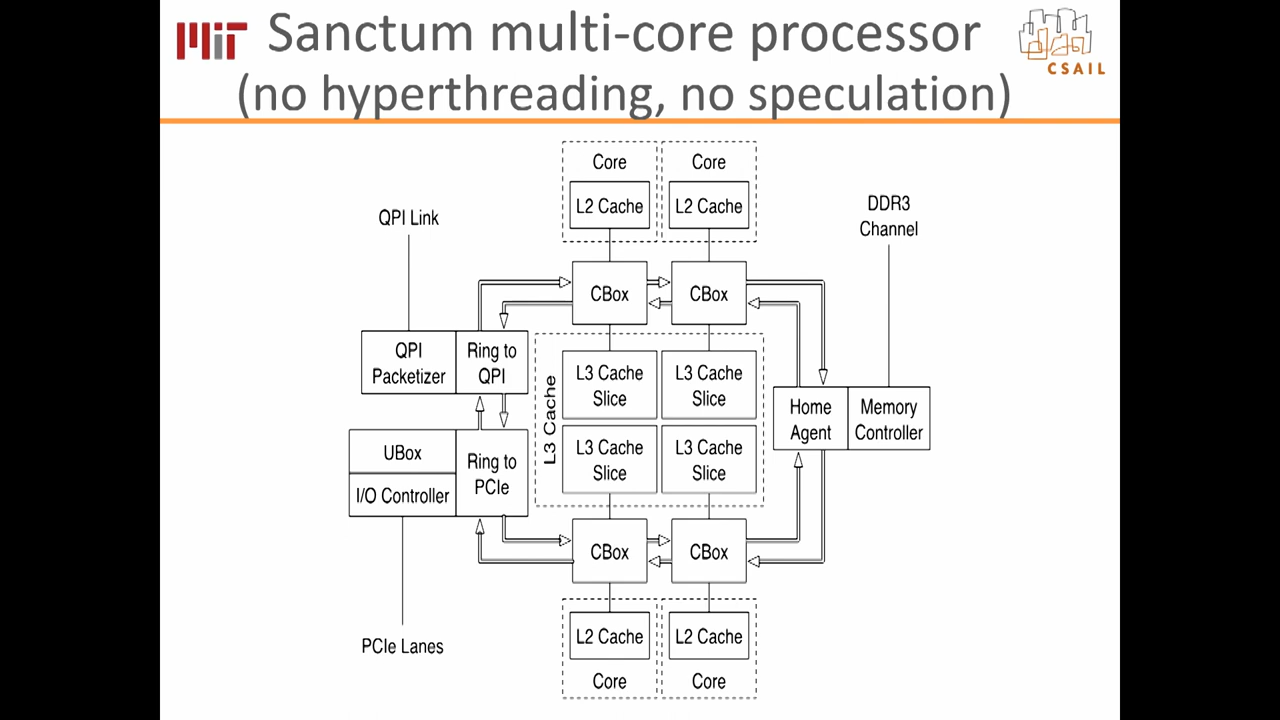 MIT
Sanctum multi-core processor
(no hyperthreading, no speculation)
CSAIL
Core
L2 Cache
Core
L2 Cache
QPI Link
DDR3
Channel
CBox
CBox
QPI
Packetizer
Ring to
QPI
L3 Cache
L3 Cache
Slice
L3 Cache
Slice
L3 Cache
Slice
L3 Cache
Slice
Home
Agent
Memory
Controller
UBox
I/O Controller
Ring to
PCIe
CBox
CBox
PCIe Lanes
L2 Cache
Core
L2 Cache
Core